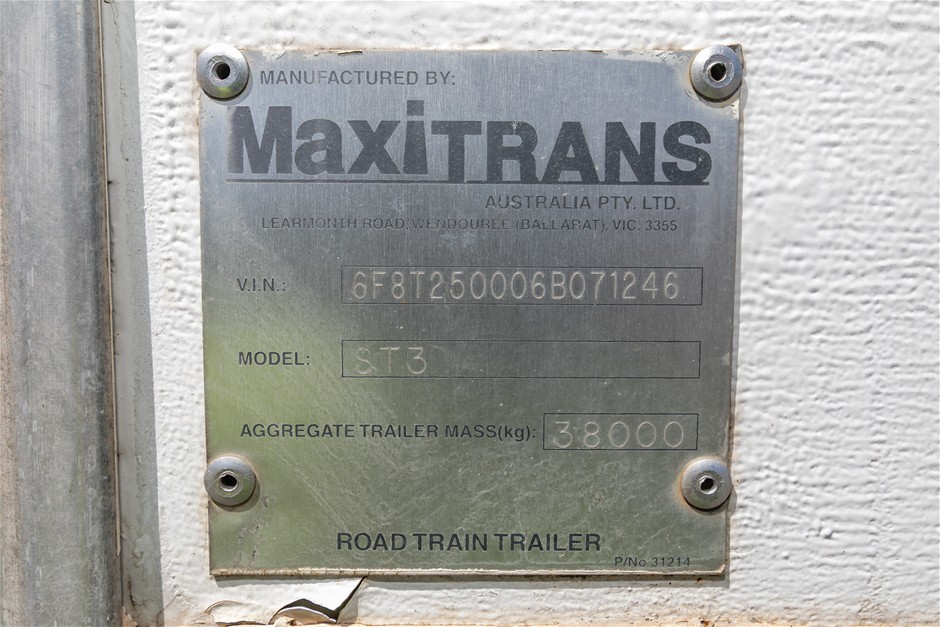 MANUFACTURED BY:
MaxiTRANS
AUSTRALIA PTY. LTD.
LEARMONTH ROAD, WENDOUREE (BALLARAT), VIC. 3355
V.I.N.: 6F8T250006B071246
MODEL: ST3
AGGREGATE TRAILER MASS(kg): 38000
ROAD TRAIN TRAILER
P/No 31214